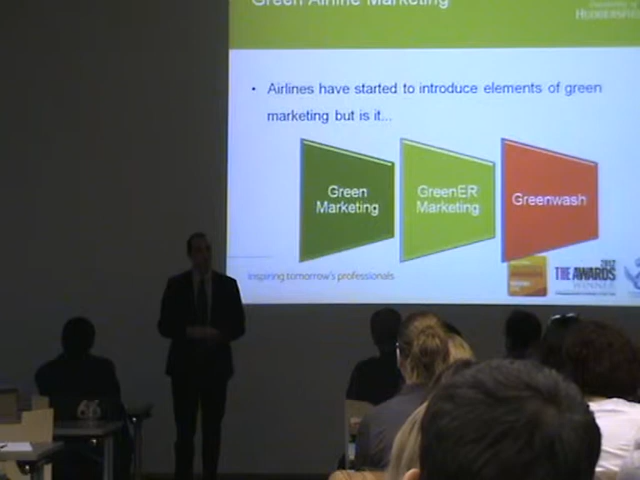 Green Airline Marketing
HUDDERSFIELD
• Airlines have started to introduce elements of green
marketing but is it...
Green
Marketing
GreenER
Marketing
Greenwash
Inspiring tomorrow's professionals
2012
THE AWARDS
WINNER